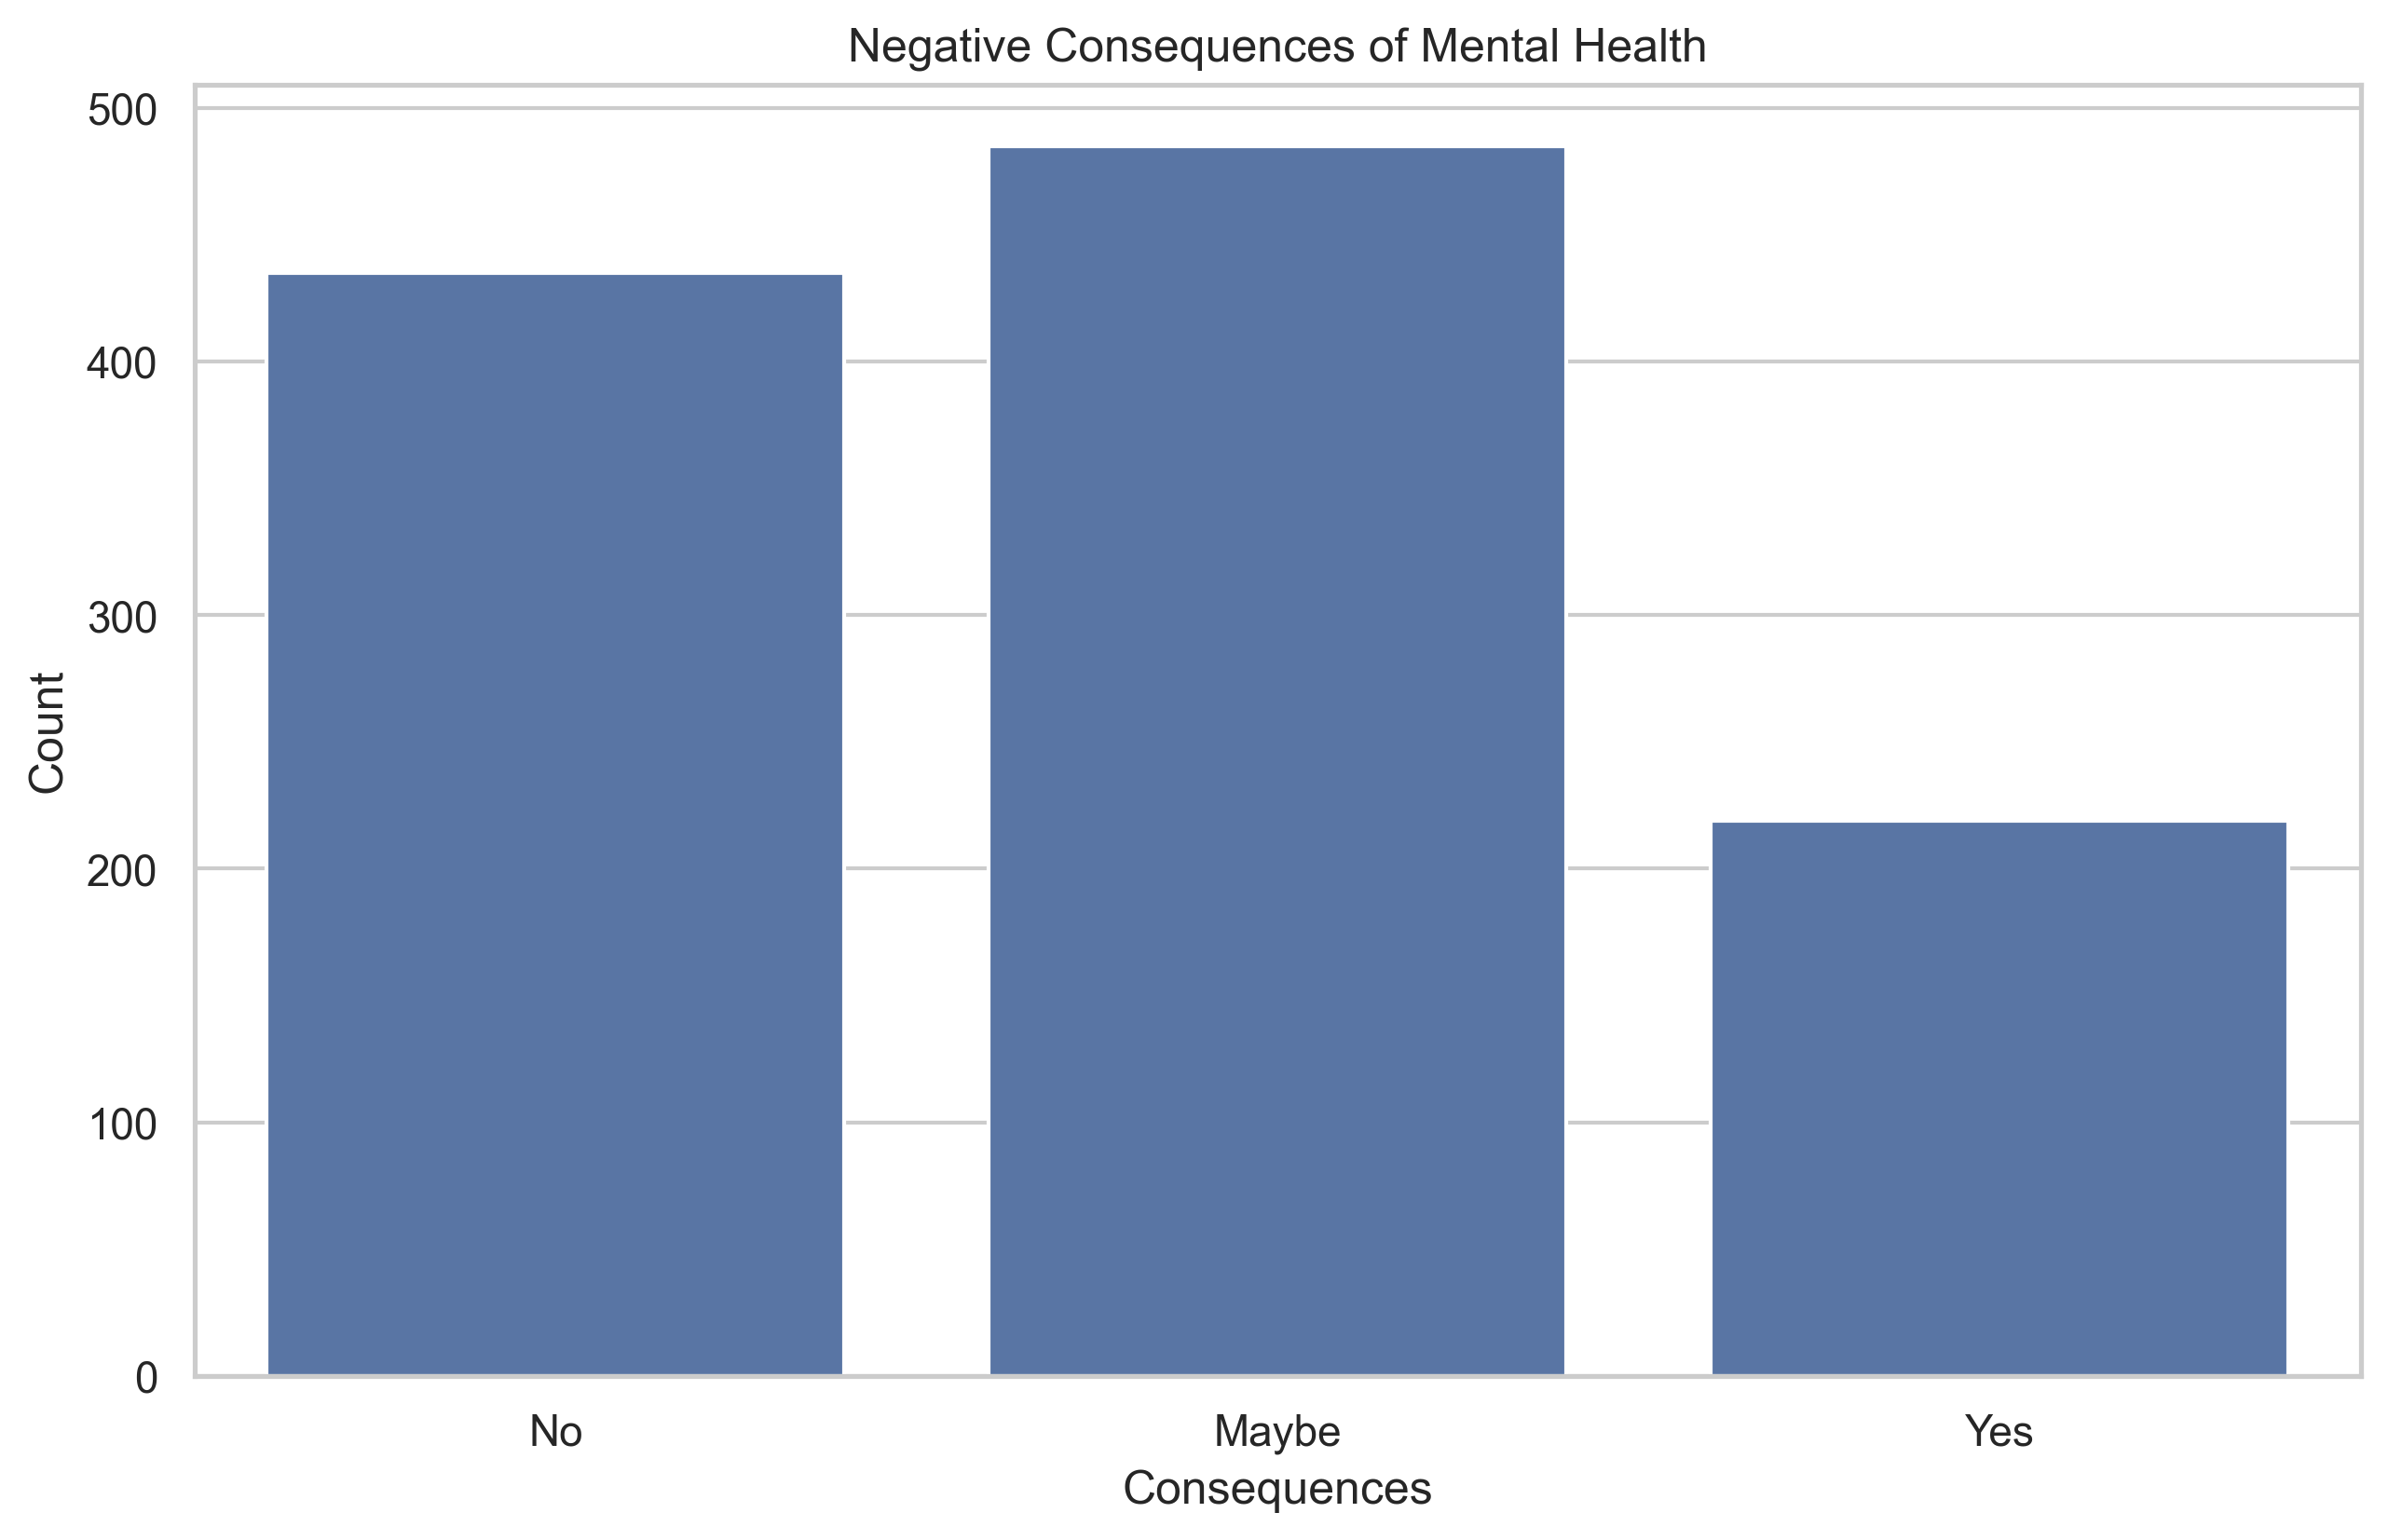 Negative Consequences of Mental Health
500
400
300
200
100
0
Count
No
Maybe
Yes
Consequences